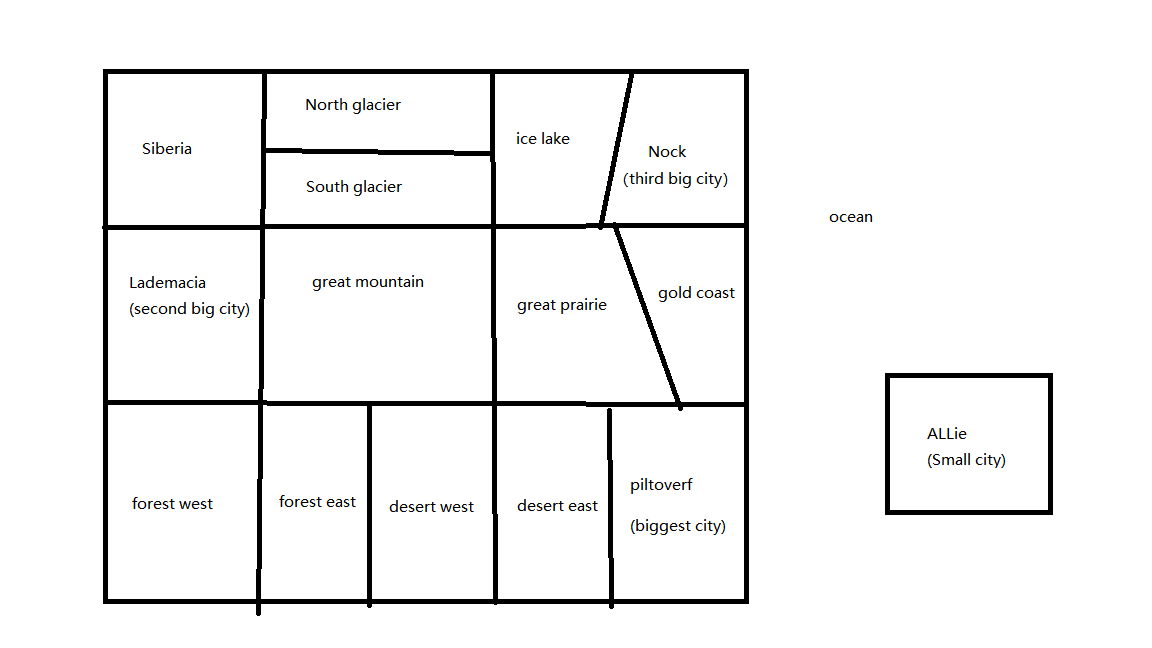 Siberia
North glacier
South glacier
ice lake
Nock
(third big city)
ocean
Lademacia
(second big city)
great mountain
great prairie
gold coast
forest west
forest east
desert west
desert east
piltoverf
(biggest city)
ALLie
(Small city)